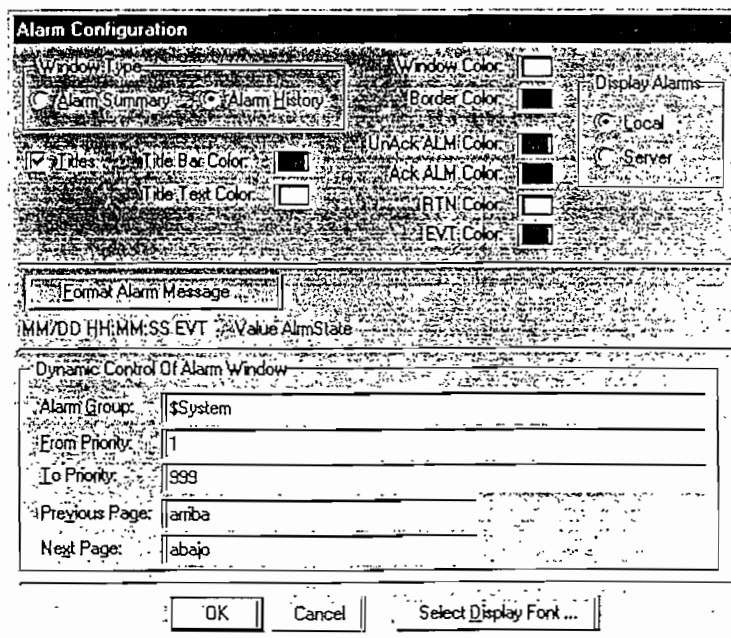 Alarm Configuration
Window Type
Alarm Summary
Alarm History
Titles
Title Bar Color:
Title Text Color:
Window Color:
Border Color:
UnAck ALM Color:
Ack ALM Color:
RTN Color:
EVT Color:
Display Alarms
Local
Server
Format Alarm Message ...
MM/DD HH:MM:SS EVT Value AlrmState
Dynamic Control Of Alarm Window
Alarm Group: $System
From Priority: 1
To Priority: 999
Previous Page: arriba
Next Page: abajo
OK
Cancel
Select Display Font ...